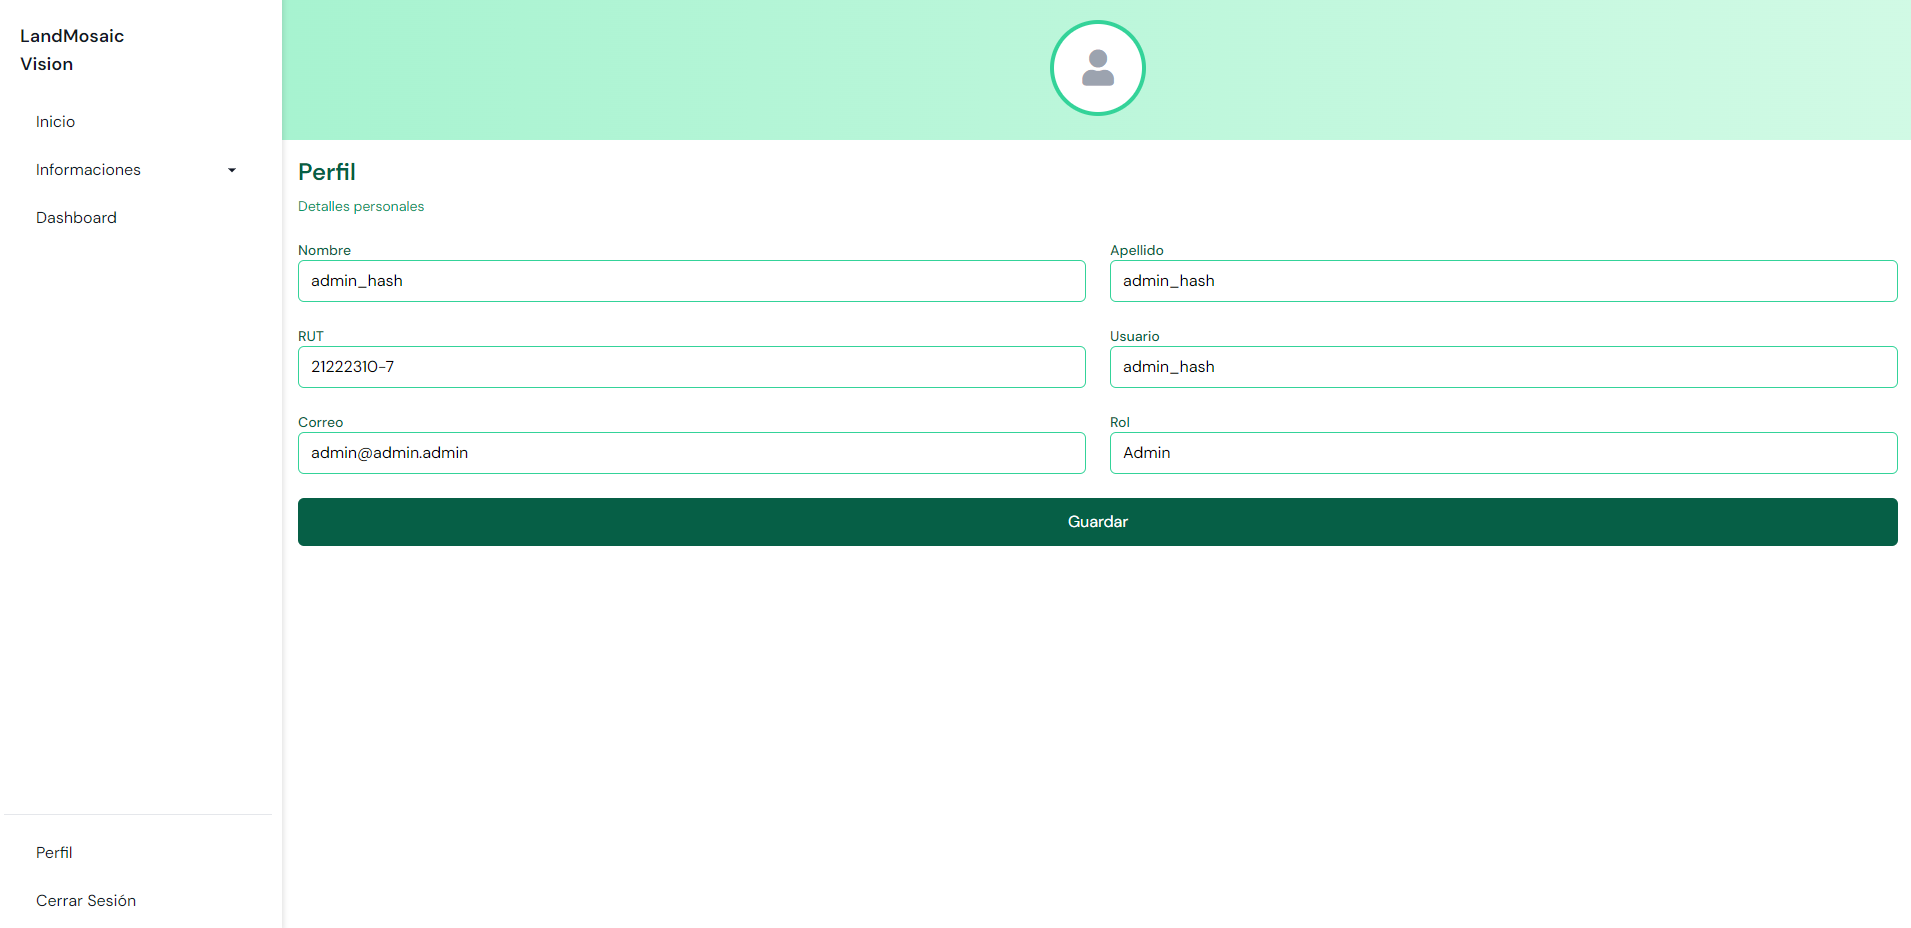 LandMosaic
Vision
Inicio
Informaciones
Dashboard
Perfil
Cerrar Sesión
Perfil
Detalles personales
Nombre
admin_hash
Apellido
admin_hash
RUT
21222310-7
Usuario
admin_hash
Correo
admin@admin.admin
Rol
Admin
Guardar